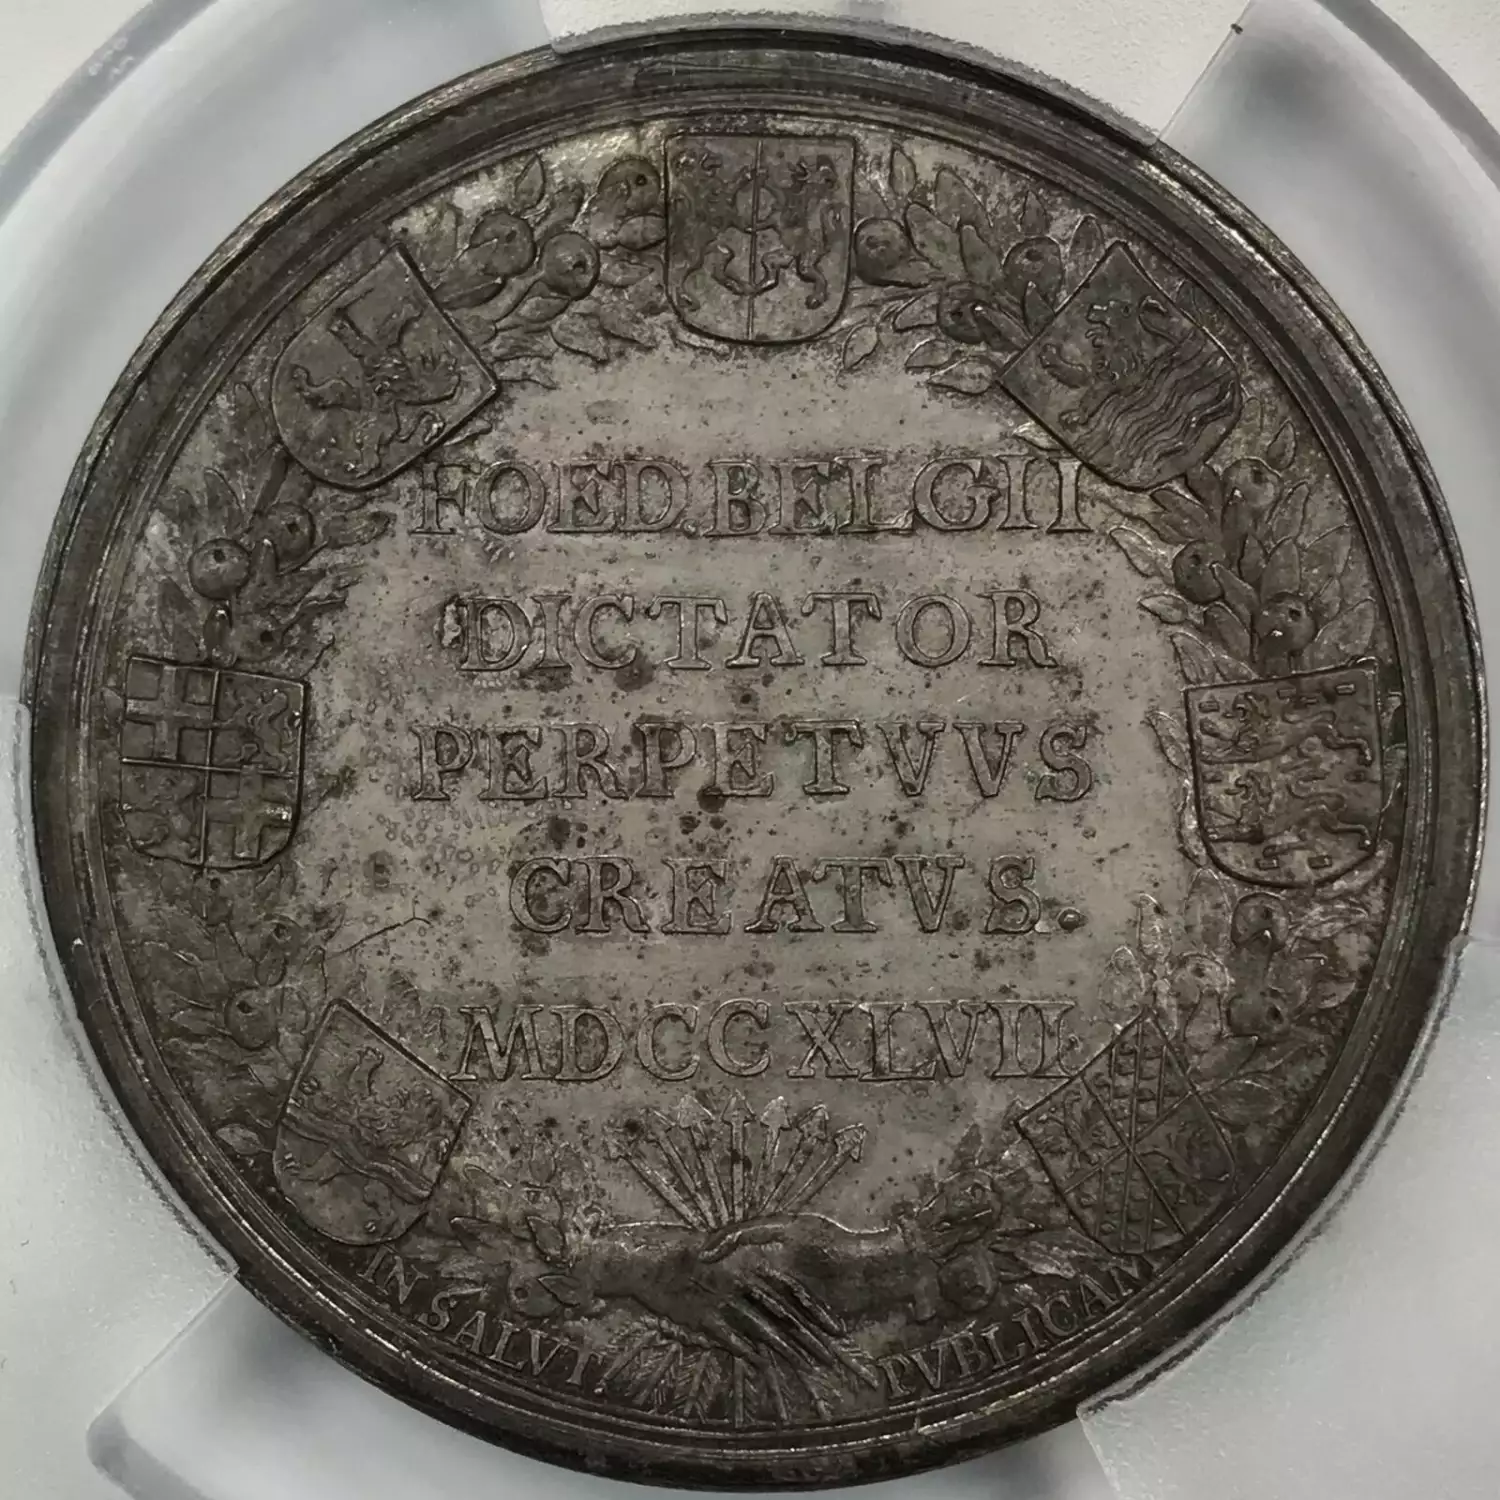 FOED.BELGII
DICTATOR
PERPETVVS
CREATVS.
MDCCXLVII
IN SALVT. PVBLICAM